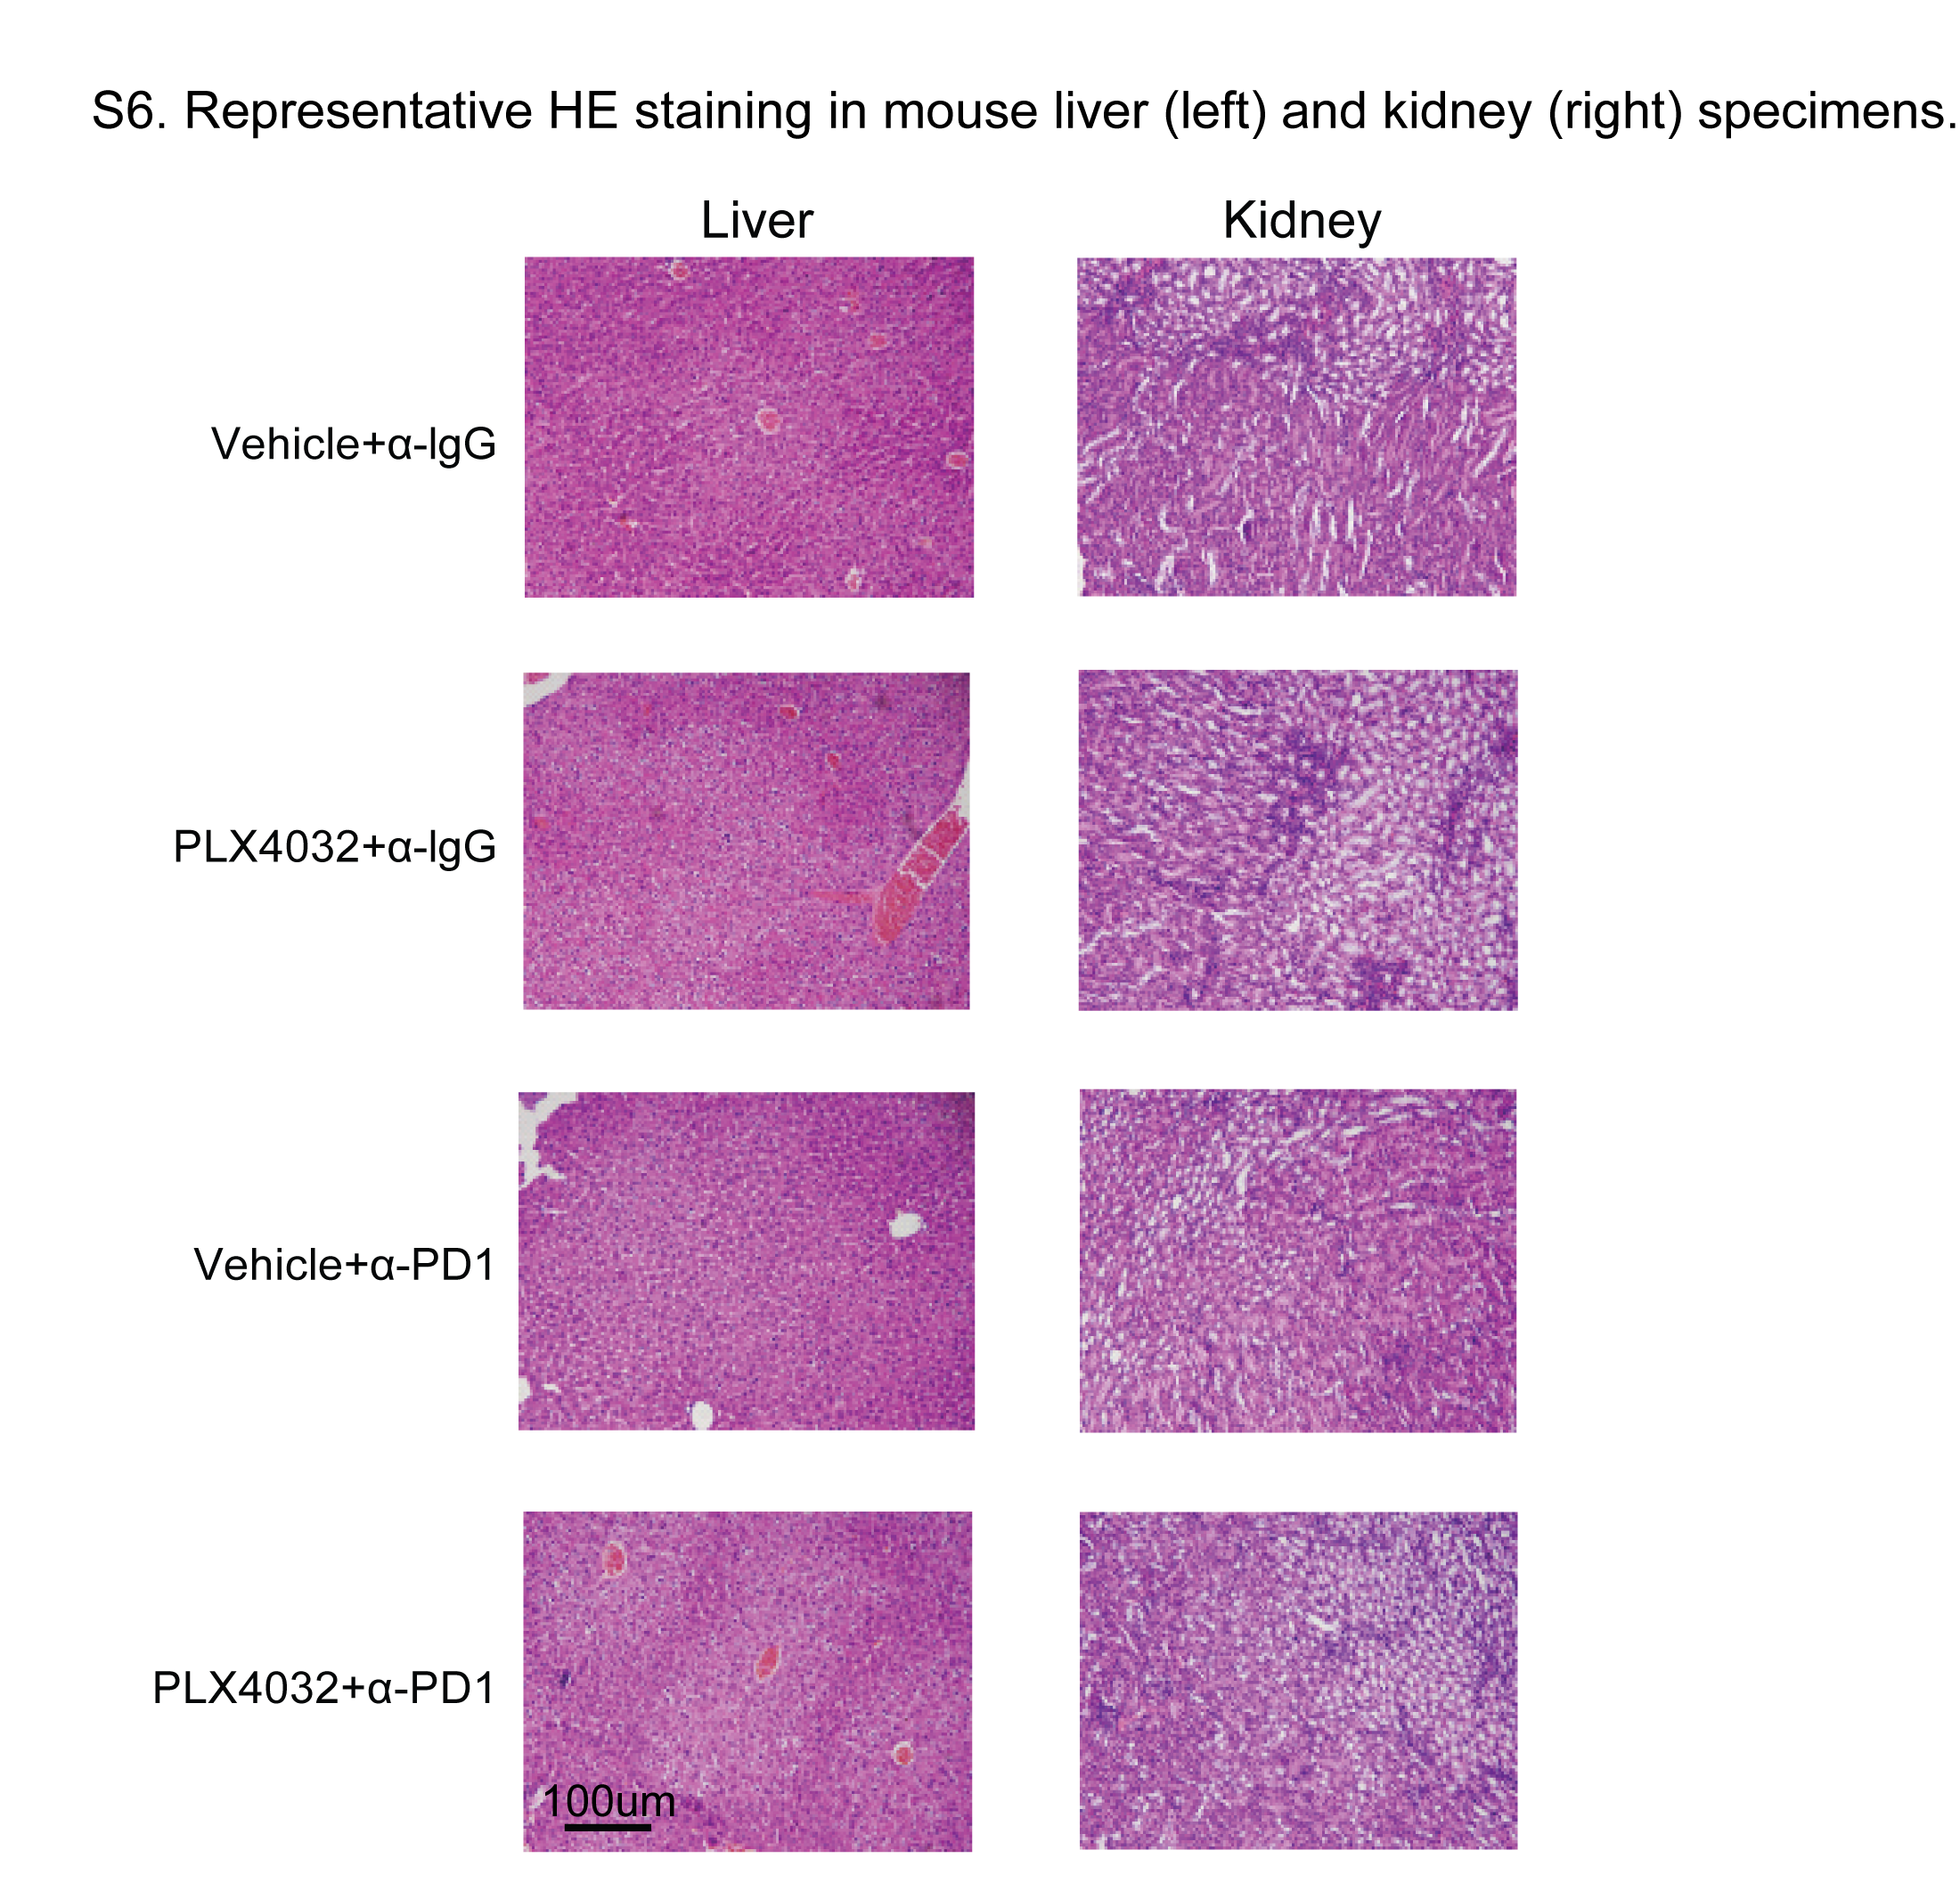 S6. Representative HE staining in mouse liver (left) and kidney (right) specimens.
Liver Kidney
Vehicle+α-IgG
PLX4032+α-IgG
Vehicle+α-PD1
PLX4032+α-PD1
100um